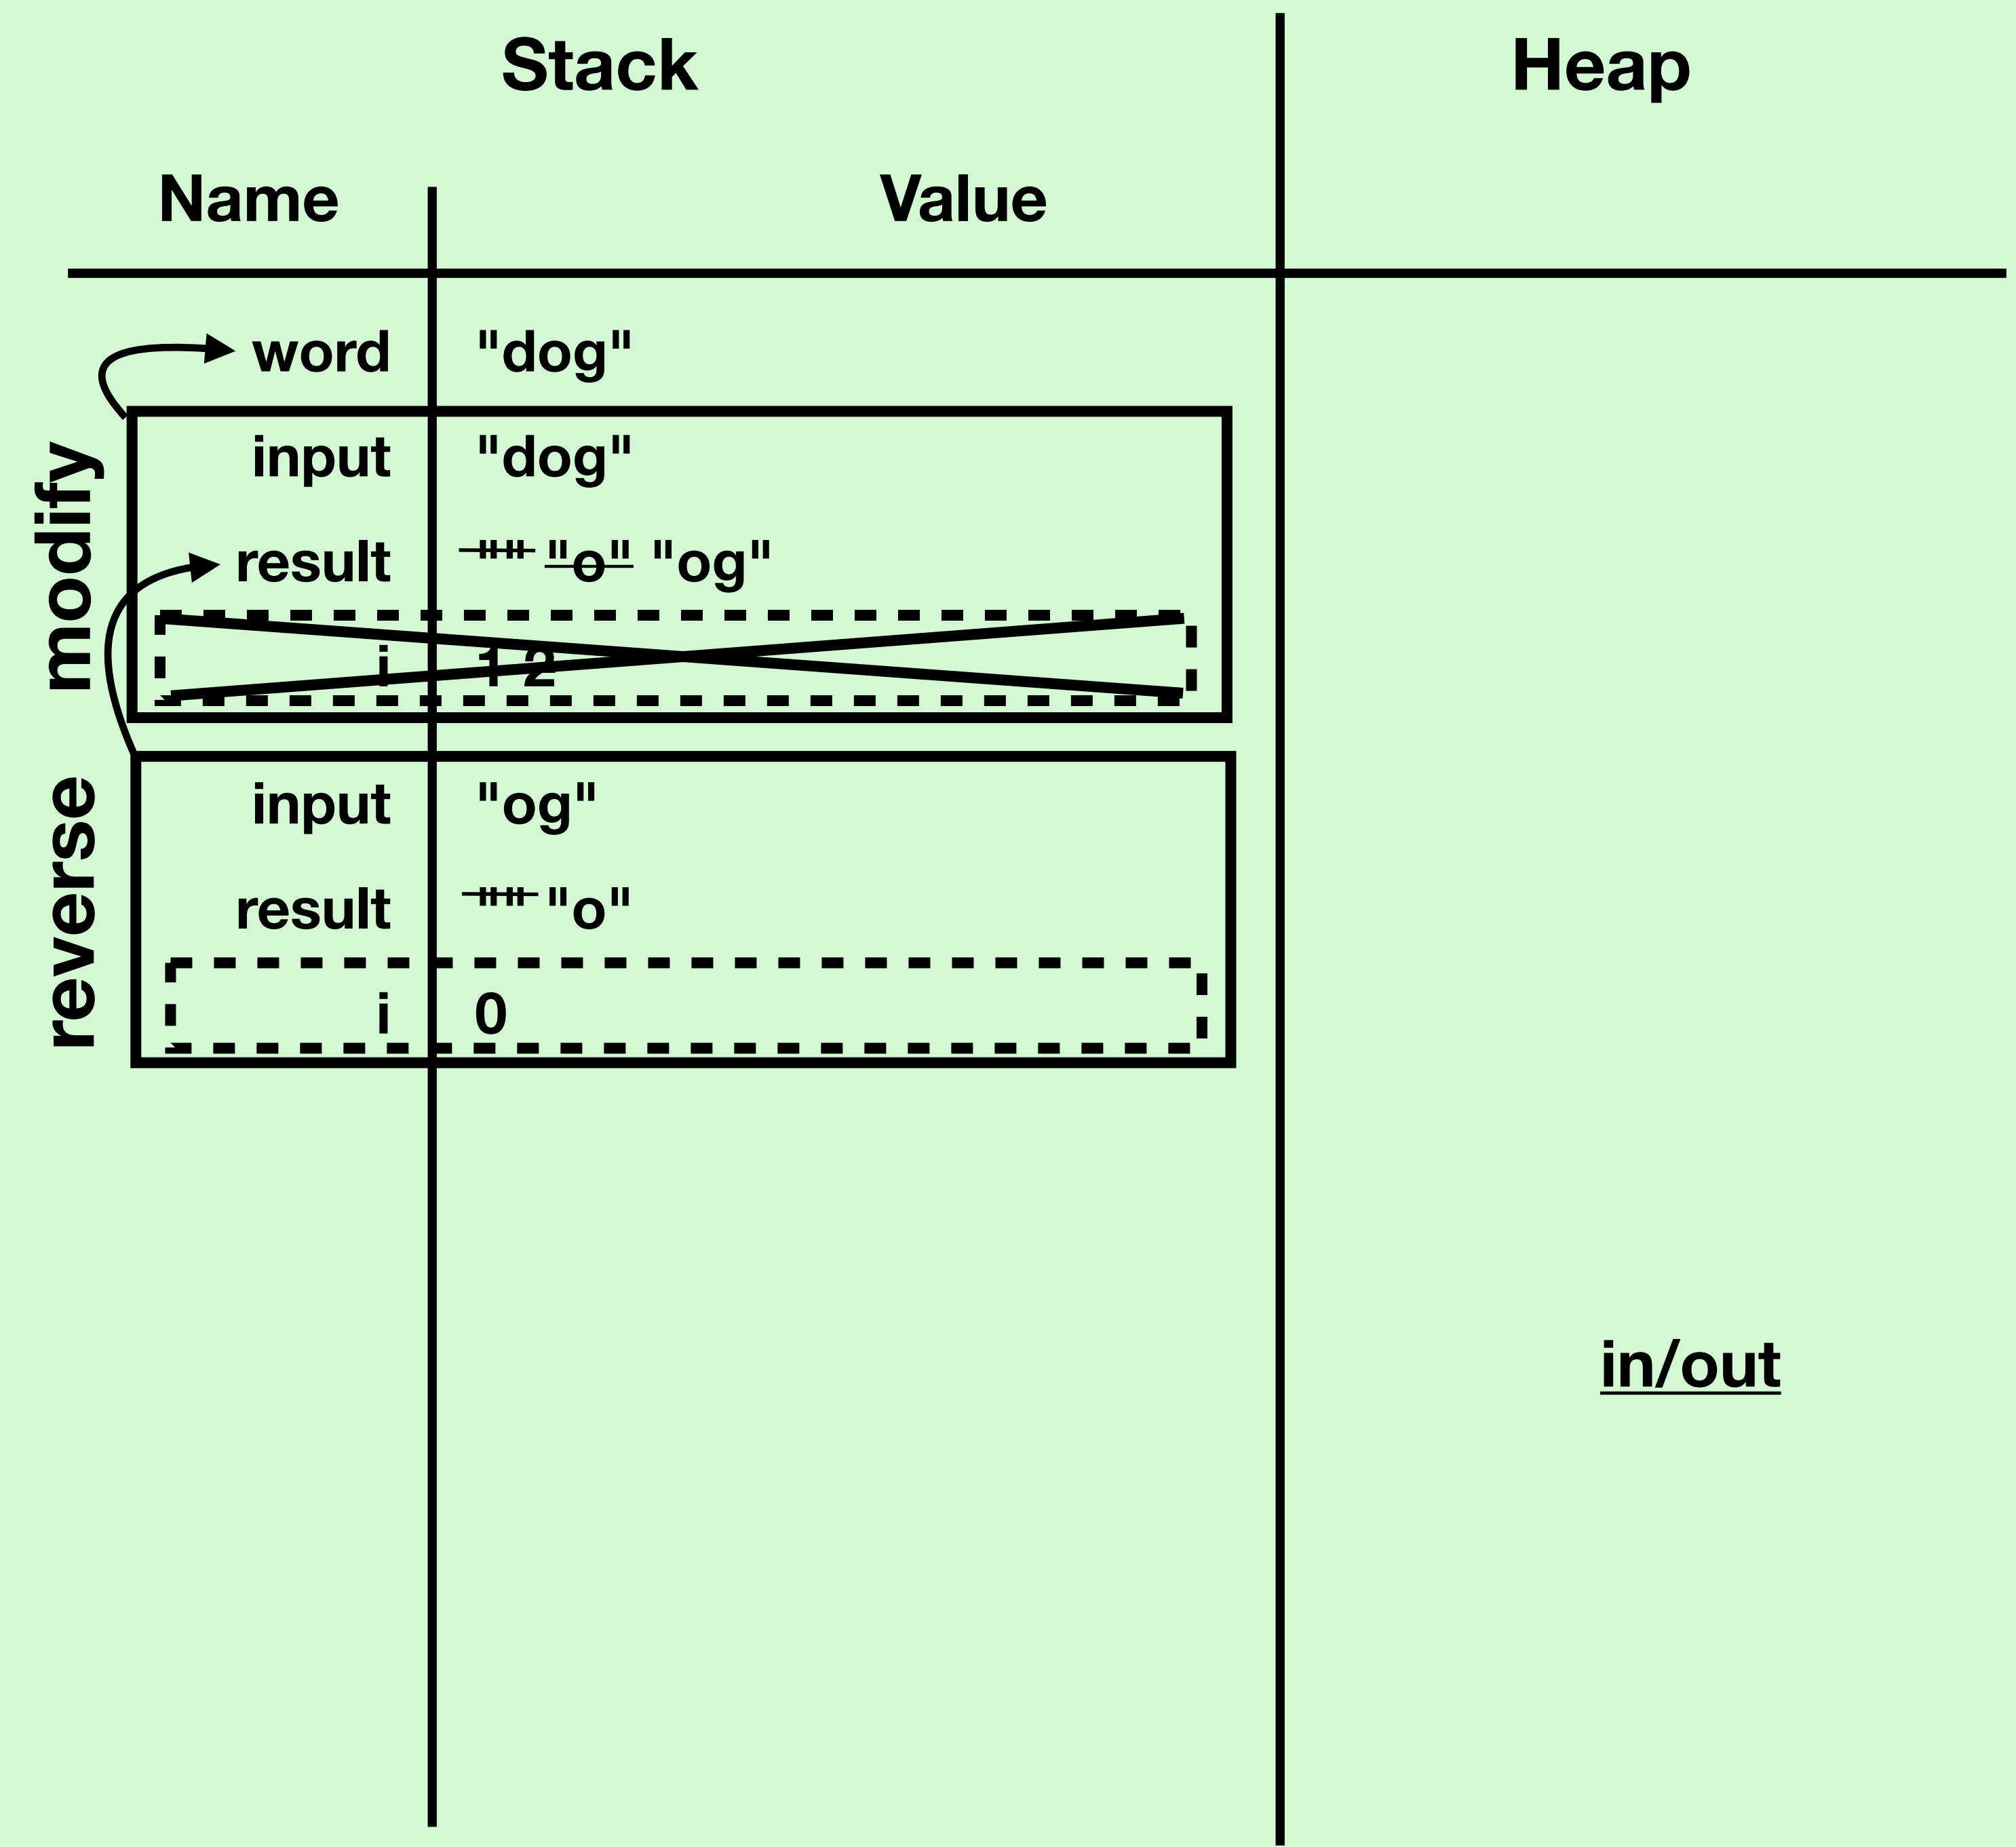 Stack Heap
Name Value
word "dog"
modify
input "dog"
result "" "o" "og"
i 1 2
reverse
input "og"
result "" "o"
i 0
in/out